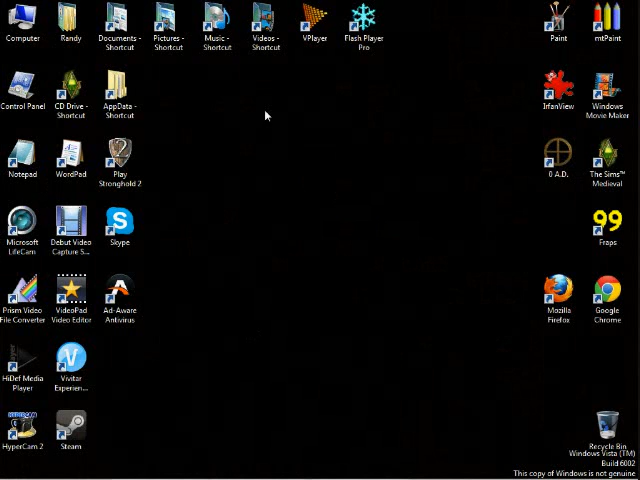 Computer
Randy
Documents - Shortcut
Pictures - Shortcut
Music - Shortcut
Videos - Shortcut
VPlayer
Flash Player Pro
Paint
mtPaint
Control Panel
CD Drive - Shortcut
AppData - Shortcut
IrfanView
Windows Movie Maker
Notepad
WordPad
Play Stronghold 2
0 A.D.
The Sims™ Medieval
Microsoft LifeCam
Debut Video Capture S...
Skype
99
Fraps
Prism Video File Converter
VideoPad Video Editor
Ad-Aware Antivirus
Mozilla Firefox
Google Chrome
HiDef Media Player
Vivitar Experien...
HYPERCAM
HyperCam 2
Steam
Recycle Bin
Windows Vista (TM)
Build 6002
This copy of Windows is not genuine